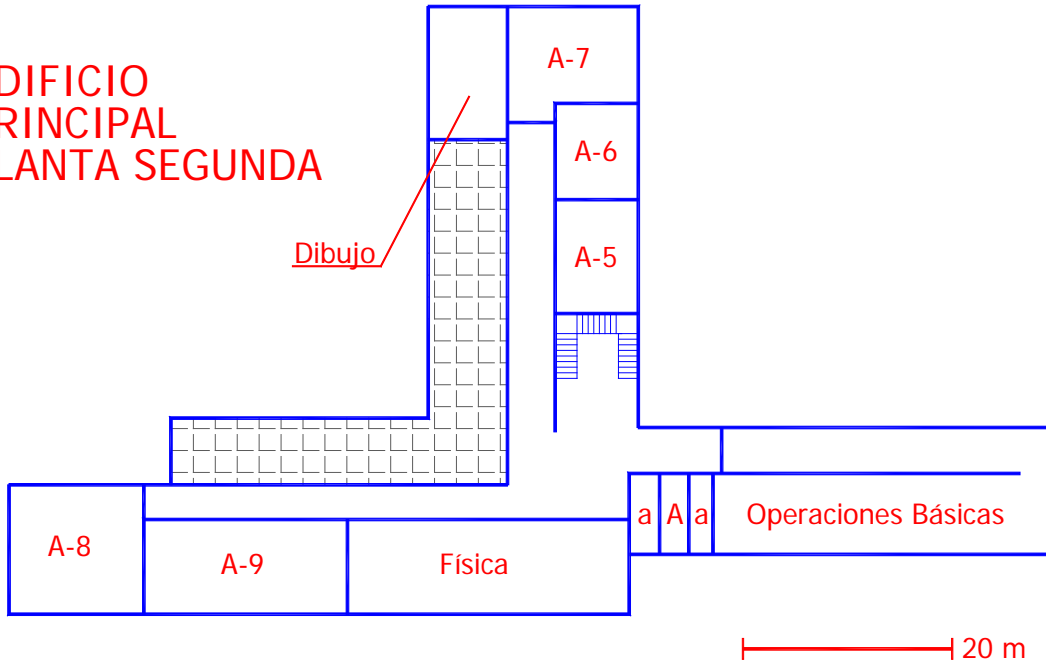 DIFICIO
RINCIPAL
LANTA SEGUNDA
A-7
A-6
Dibujo
A-5
A-8
A-9
Física
a A a
Operaciones Básicas
20 m